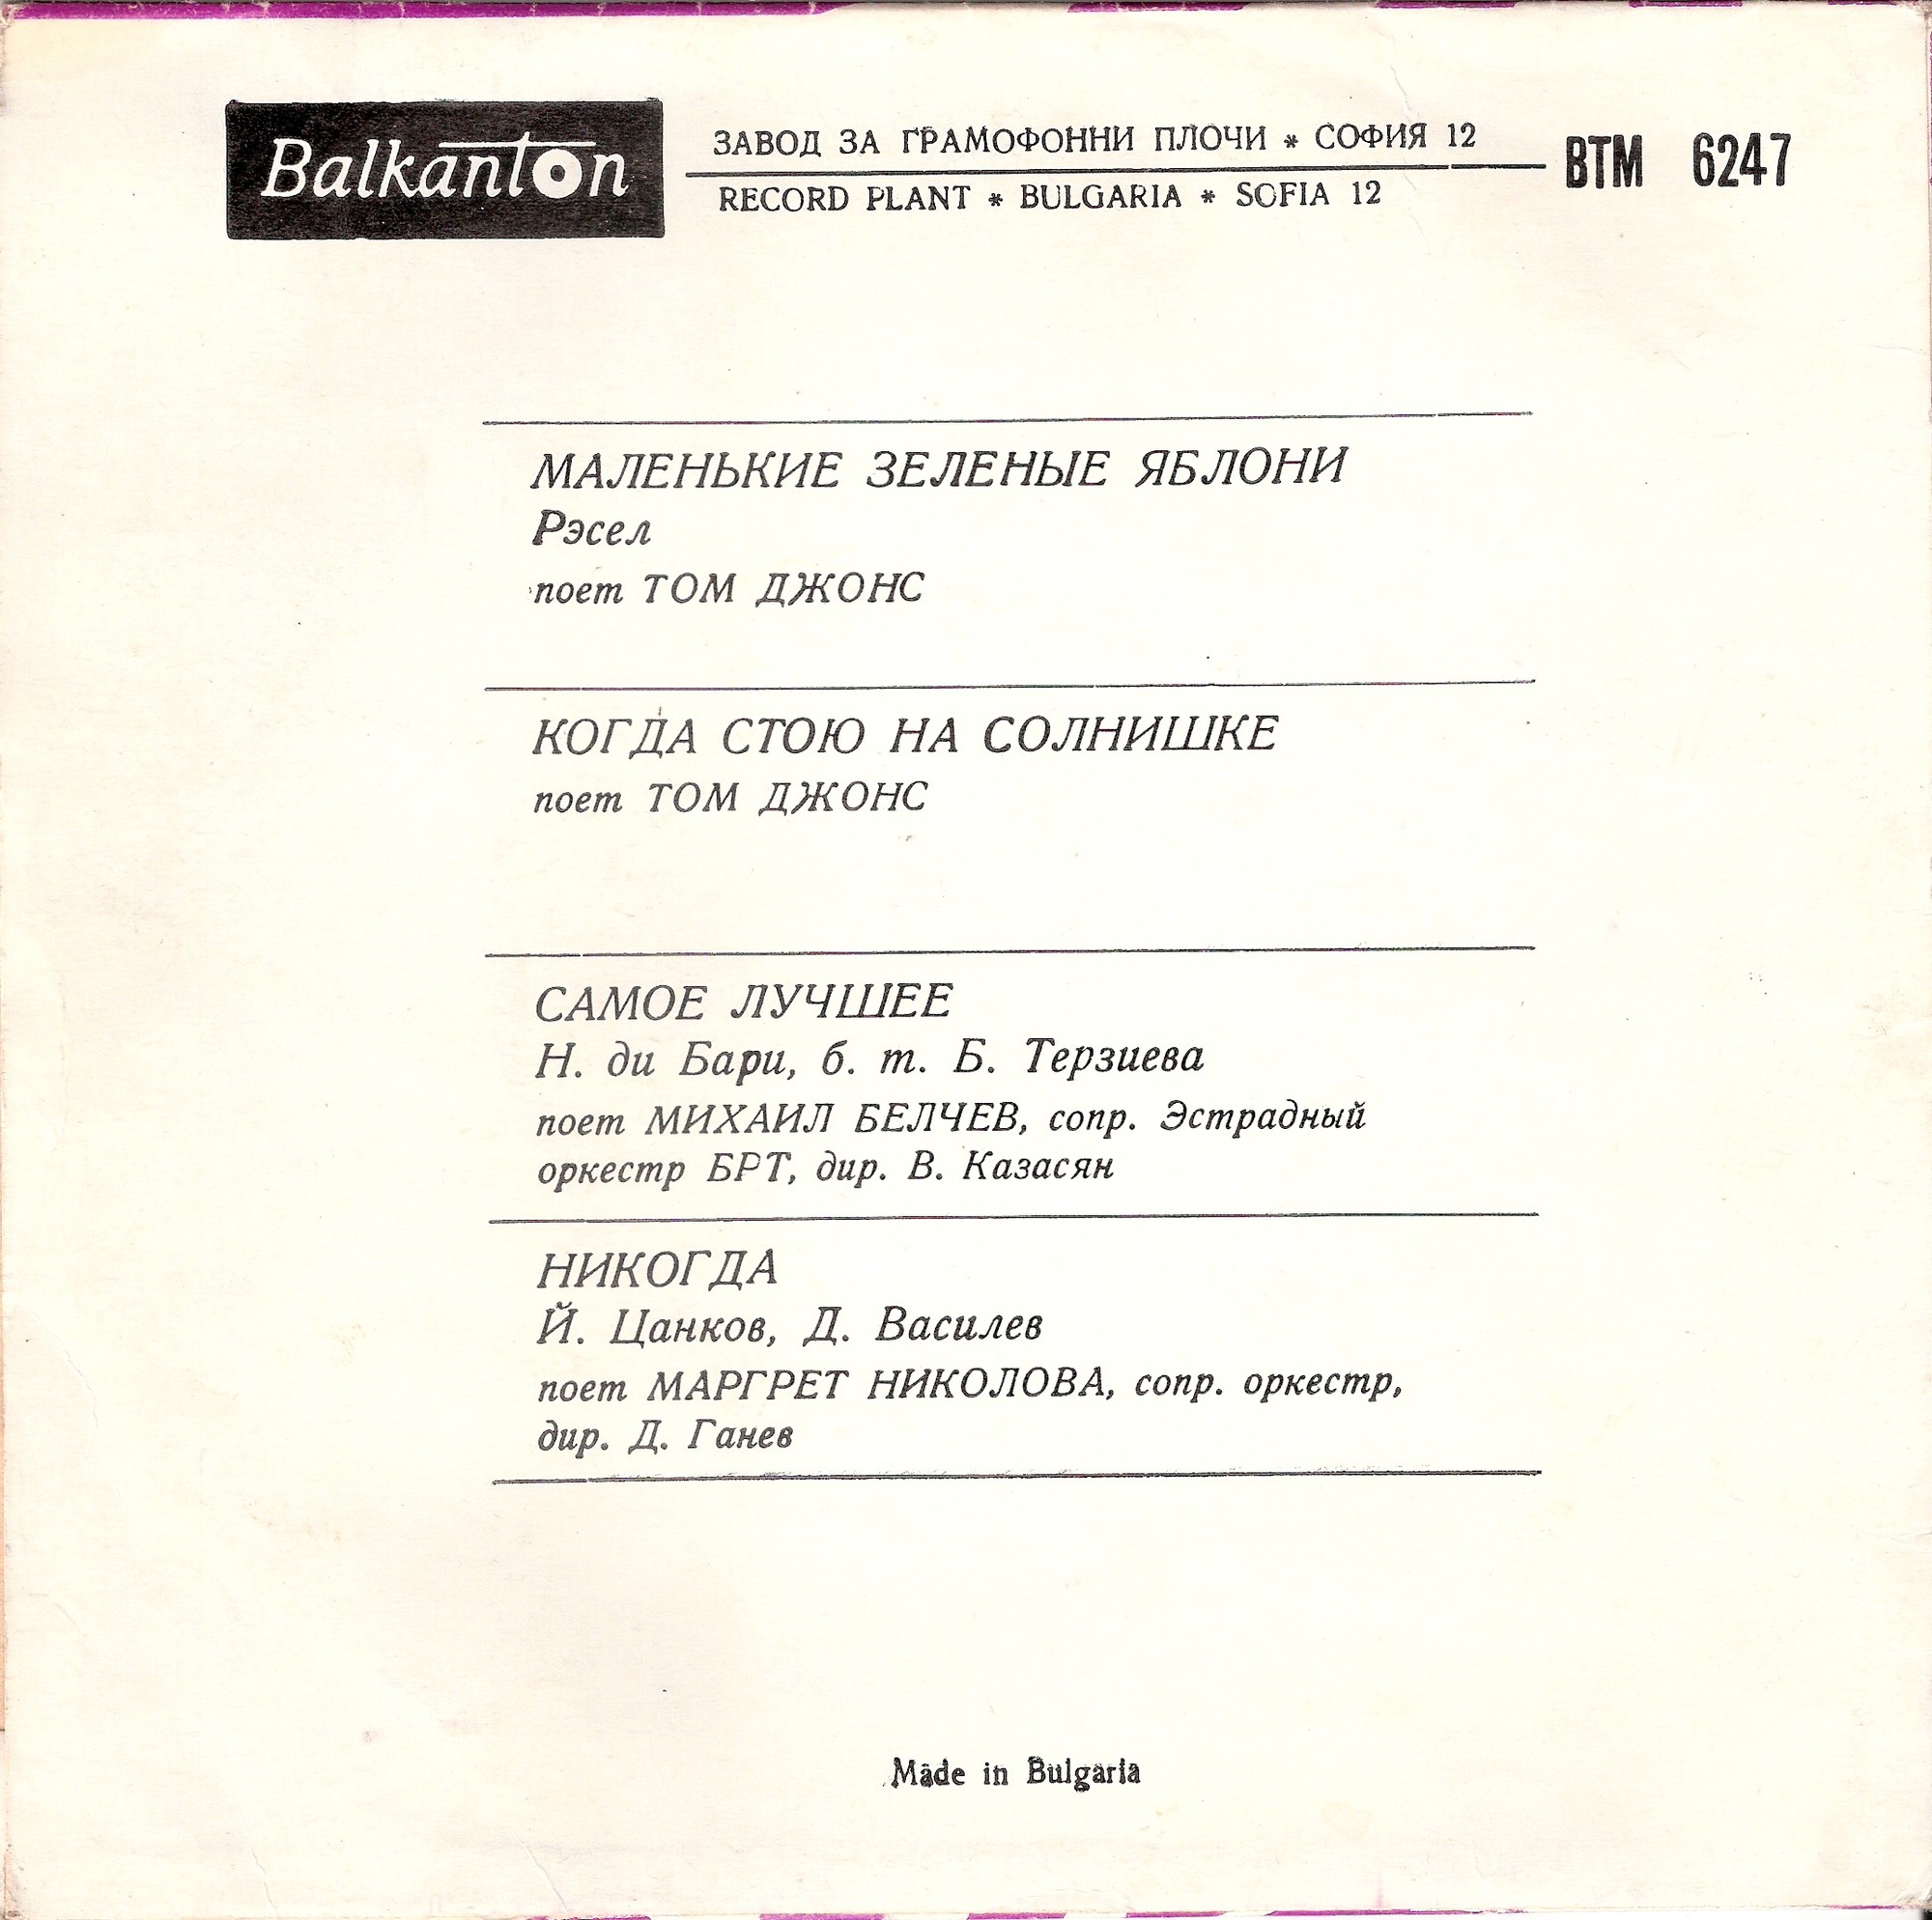 Balkanton
ЗАВОД ЗА ГРАМОФОННИ ПЛОЧИ * СОФИЯ 12
RECORD PLANT * BULGARIA * SOFIA 12
ВТМ 6247
МАЛЕНЬКИЕ ЗЕЛЕНЫЕ ЯБЛОНИ
Рэсел
поет ТОМ ДЖОНС
КОГДА СТОЮ НА СОЛНИШКЕ
поет ТОМ ДЖОНС
САМОЕ ЛУЧШЕЕ
Н. ди Бари, б. т. Б. Терзиева
поет МИХАИЛ БЕЛЧЕВ, сопр. Эстрадный
оркестр БРТ, дир. В. Казасян
НИКОГДА
Й. Цанков, Д. Василев
поет МАРГРЕТ НИКОЛОВА, сопр. оркестр,
дир. Д. Ганев
Made in Bulgaria